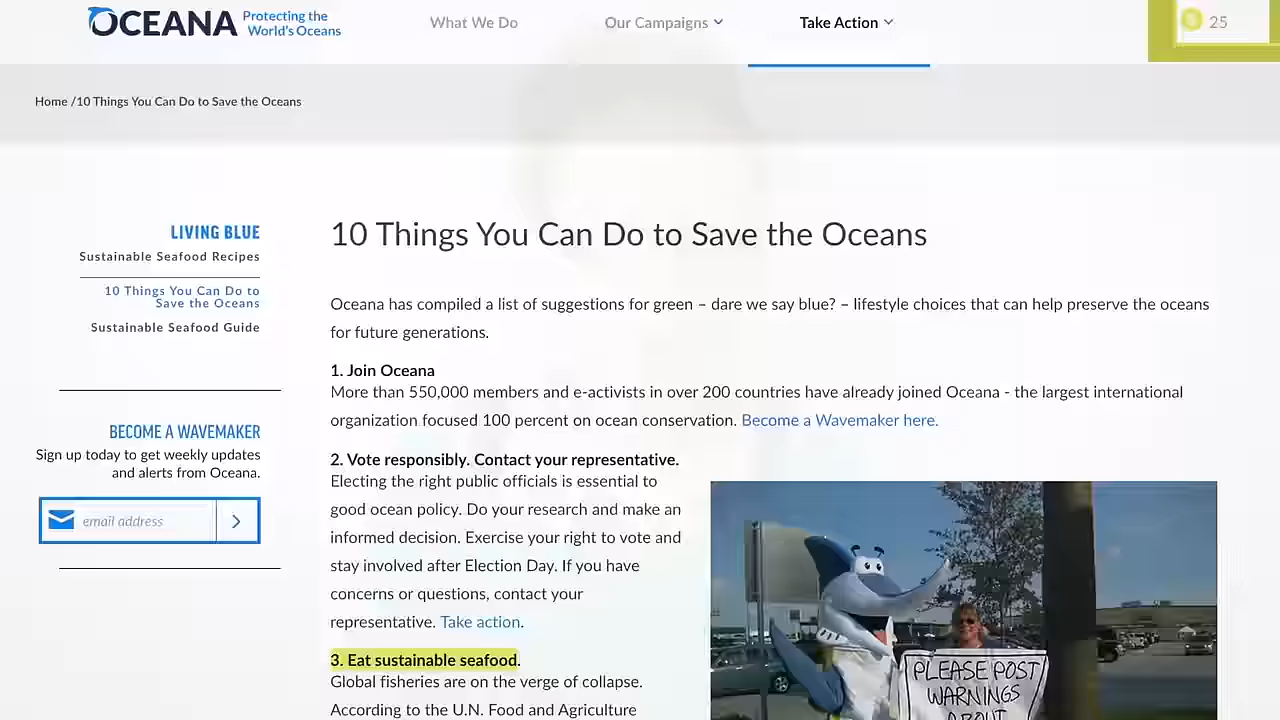 OCEANA Protecting the
World's Oceans
What We Do
Our Campaigns
Take Action
25
Home /10 Things You Can Do to Save the Oceans
LIVING BLUE
Sustainable Seafood Recipes
10 Things You Can Do to
Save the Oceans
Sustainable Seafood Guide
BECOME A WAVEMAKER
Sign up today to get weekly updates
and alerts from Oceana.
email address
10 Things You Can Do to Save the Oceans
Oceana has compiled a list of suggestions for green – dare we say blue? – lifestyle choices that can help preserve the oceans
for future generations.
1. Join Oceana
More than 550,000 members and e-activists in over 200 countries have already joined Oceana - the largest international
organization focused 100 percent on ocean conservation. Become a Wavemaker here.
2. Vote responsibly. Contact your representative.
Electing the right public officials is essential to
good ocean policy. Do your research and make an
informed decision. Exercise your right to vote and
stay involved after Election Day. If you have
concerns or questions, contact your
representative. Take action.
3. Eat sustainable seafood.
Global fisheries are on the verge of collapse.
According to the U.N. Food and Agriculture
PLEASE POST
WARNINGS
ABOUT